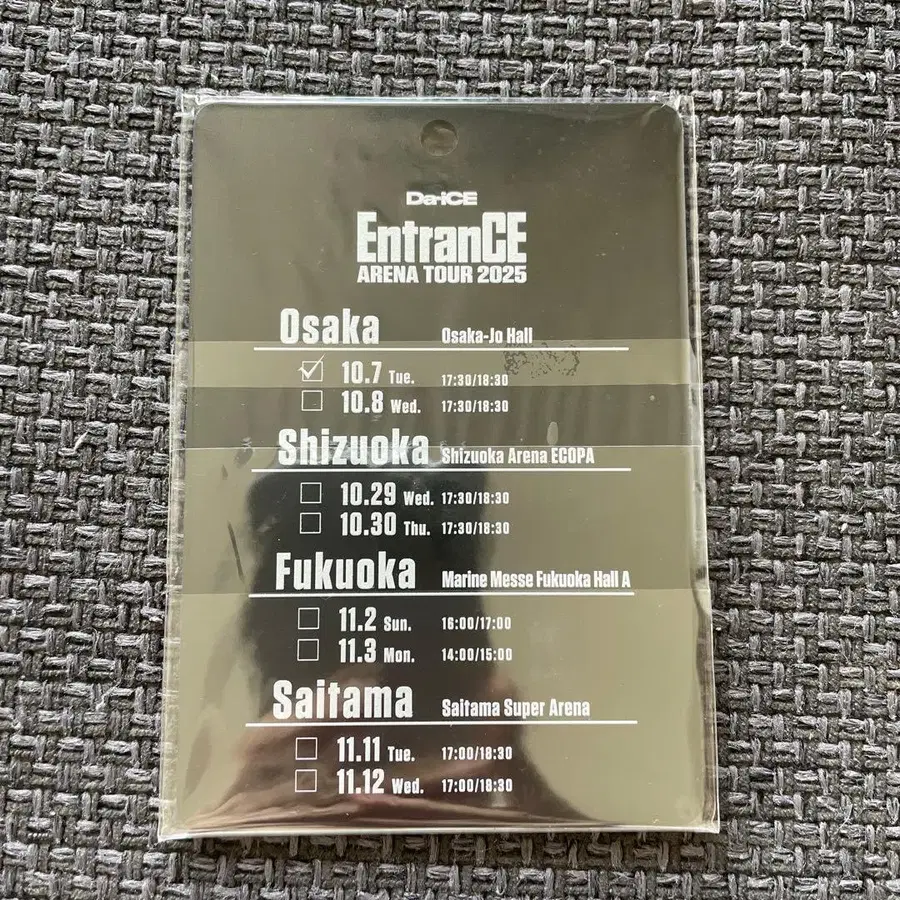 Da-iCE
EntranCE
ARENA TOUR 2025
Osaka Osaka-Jo Hall
10.7 Tue. 17:30/18:30
10.8 Wed. 17:30/18:30
Shizuoka Shizuoka Arena ECOPA
10.29 Wed. 17:30/18:30
10.30 Thu. 17:30/18:30
Fukuoka Marine Messe Fukuoka Hall A
11.2 Sun. 16:00/17:00
11.3 Mon. 14:00/15:00
Saitama Saitama Super Arena
11.11 Tue. 17:00/18:30
11.12 Wed. 17:00/18:30